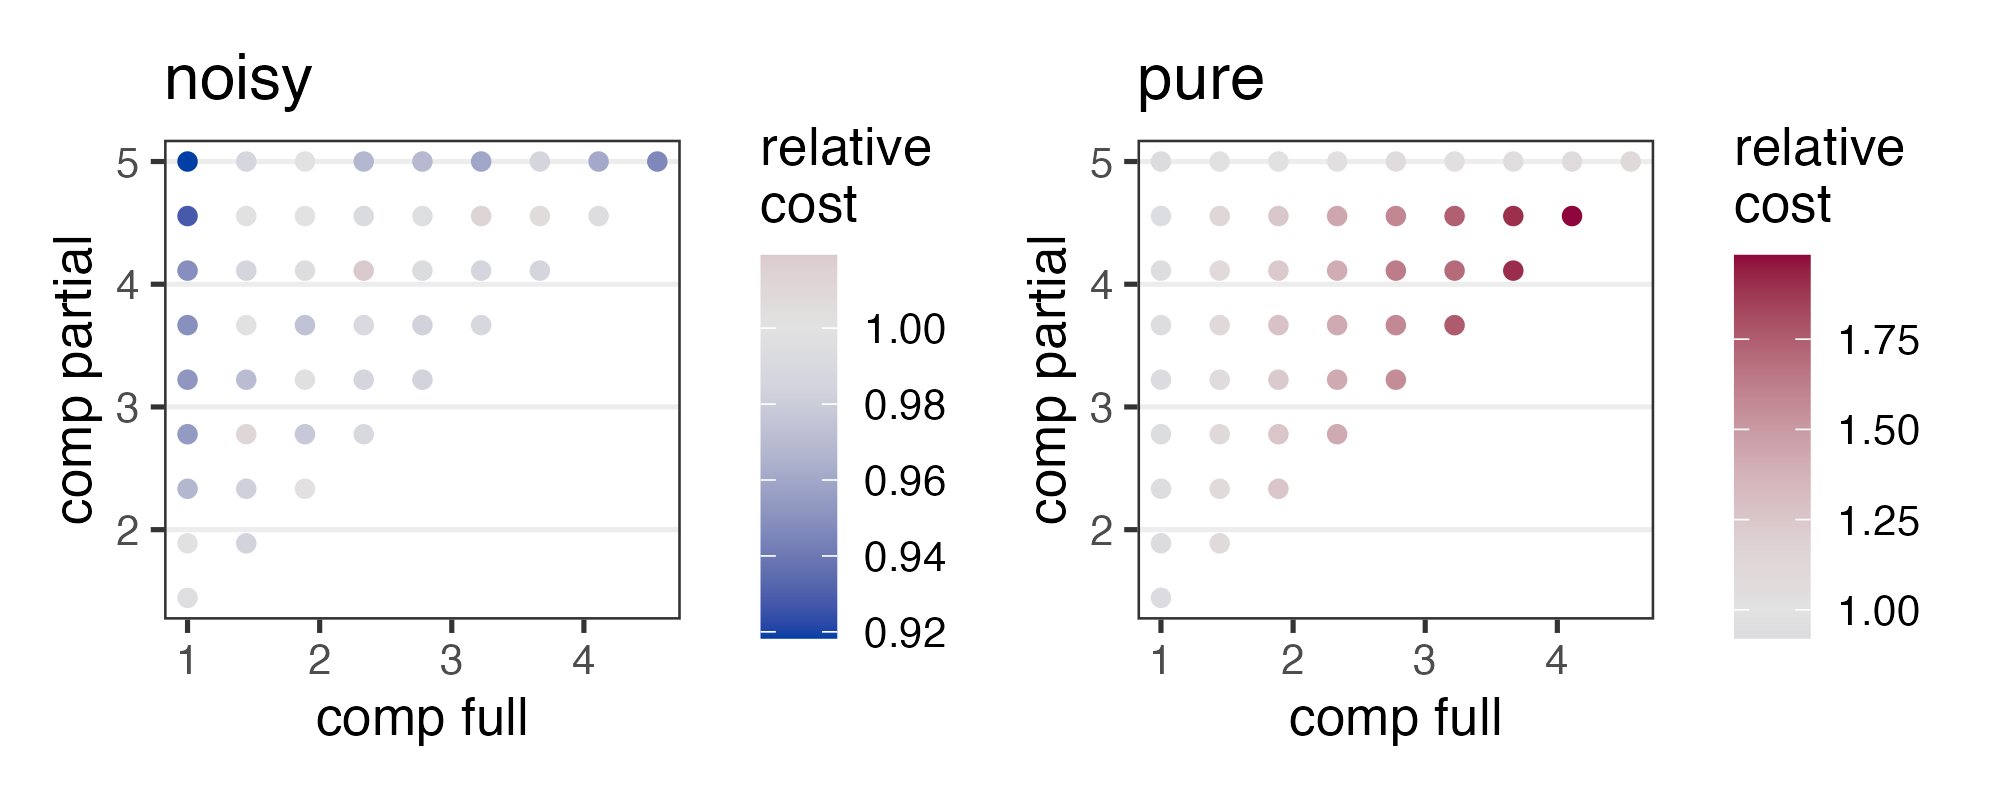 noisy
comp partial
5
4
3
2
1
2
3
4
comp full
relative
cost
1.00
0.98
0.96
0.94
0.92
pure
comp partial
5
4
3
2
1
2
3
4
comp full
relative
cost
1.75
1.50
1.25
1.00